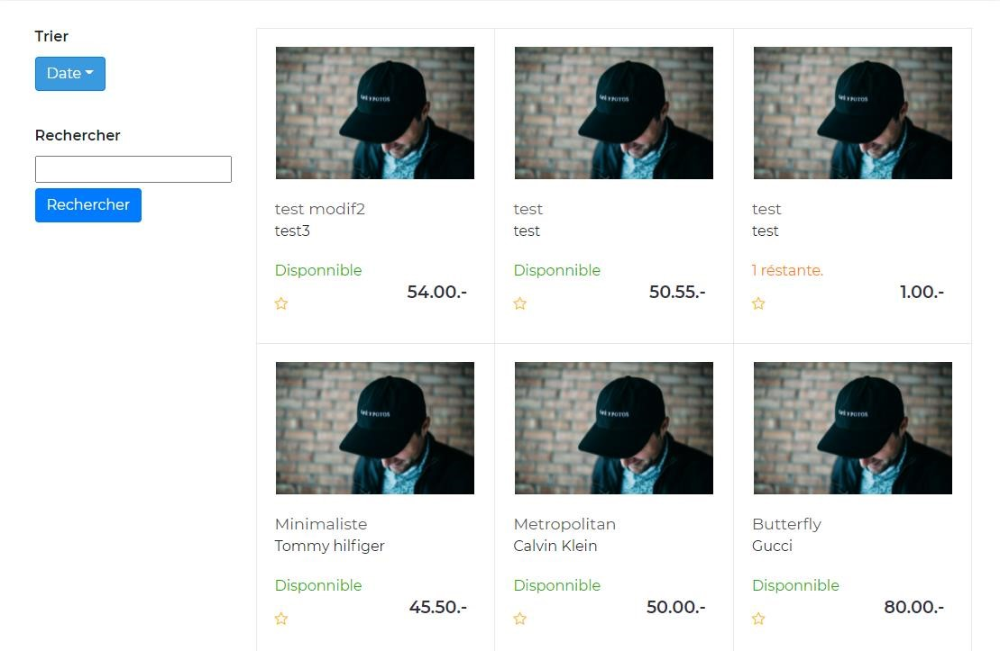 Trier
Date
Rechercher
Rechercher
test modif2
test3
Disponnible
54.00.-
test
test
Disponnible
50.55.-
test
test
1 réstante.
1.00.-
Minimaliste
Tommy hilfiger
Disponnible
45.50.-
Metropolitan
Calvin Klein
Disponnible
50.00.-
Butterfly
Gucci
Disponnible
80.00.-